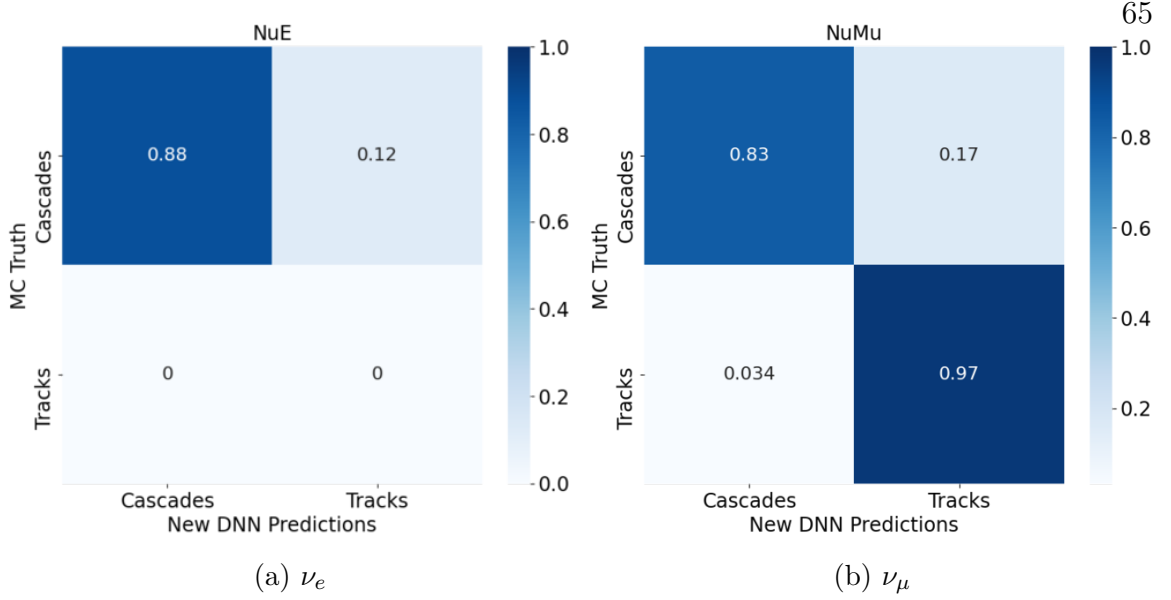 65
NuE
1.0
0.8
0.6
0.4
0.2
0.0
0.88
0.12
0
0
Cascades
Tracks
MC Truth
Cascades
Tracks
New DNN Predictions
(a) νe
NuMu
1.0
0.8
0.6
0.4
0.2
0.83
0.17
0.034
0.97
Cascades
Tracks
MC Truth
Cascades
Tracks
New DNN Predictions
(b) νμ